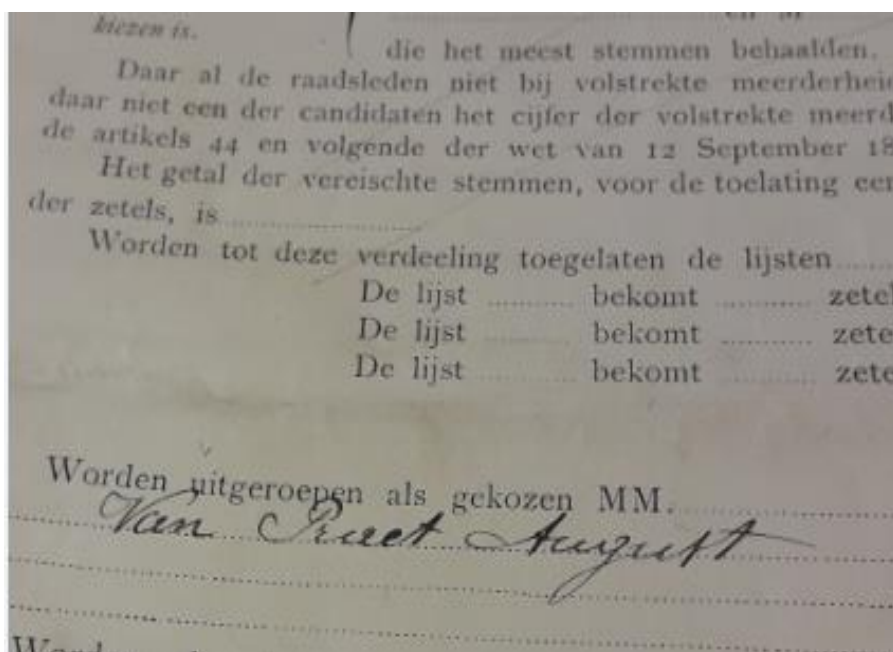 kiezen is.
die het meest stemmen behaalden.
Daar al de raadsleden niet bij volstrekte meerderheid
daar niet een der candidaten het cijfer der volstrekte meerd
de artikels 44 en volgende der wet van 12 September 18
Het getal der vereischte stemmen, voor de toelating een
der zetels, is
Worden tot deze verdeeling toegelaten de lijsten
De lijst bekomt zetel
De lijst bekomt zete
De lijst bekomt zete
Worden uitgeroepen als gekozen MM.
Van Praet August